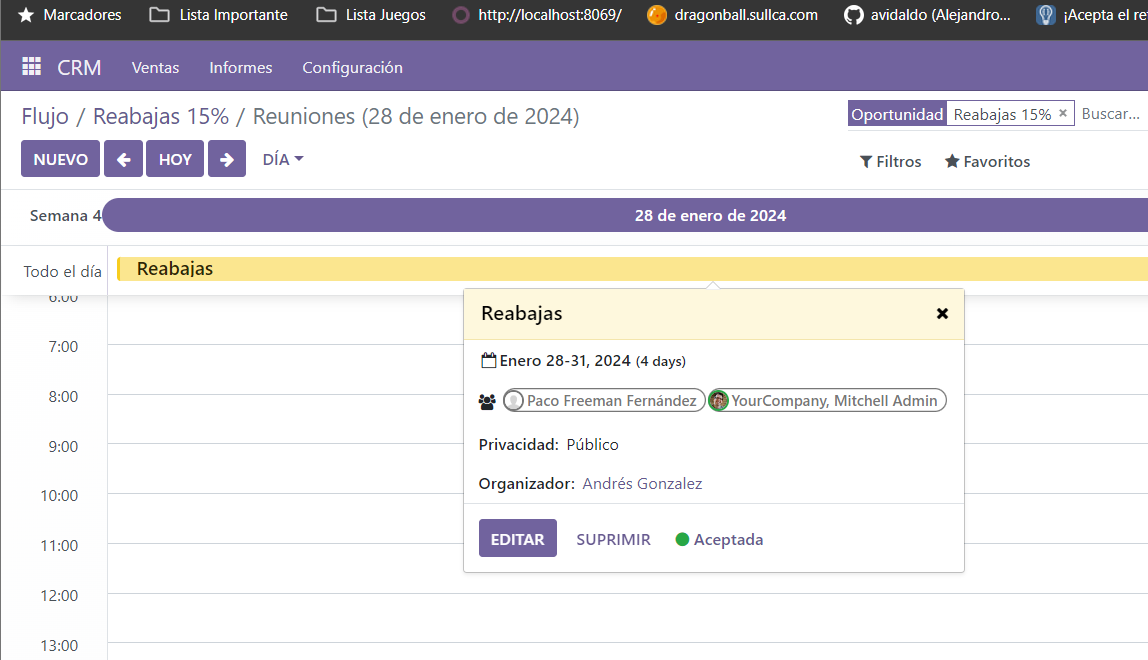 Marcadores Lista Importante Lista Juegos http://localhost:8069/ dragonball.sullca.com avidaldo (Alejandro... ¡Acepta el re
CRM Ventas Informes Configuración
Flujo / Reabajas 15% / Reuniones (28 de enero de 2024)
Oportunidad Reabajas 15% × Buscar...
NUEVO HOY DÍA
Filtros Favoritos
Semana 4 28 de enero de 2024
Todo el día Reabajas
6:00
Reabajas
7:00
Enero 28-31, 2024 (4 days)
8:00
Paco Freeman Fernández YourCompany, Mitchell Admin
9:00
Privacidad: Público
Organizador: Andrés Gonzalez
10:00
11:00
EDITAR SUPRIMIR Aceptada
12:00
13:00